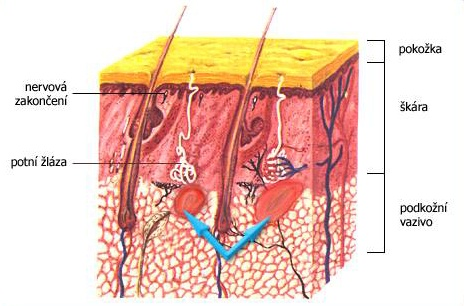 pokožka
nervová
zakončení
škára
potní žláza
podkožní
vazivo